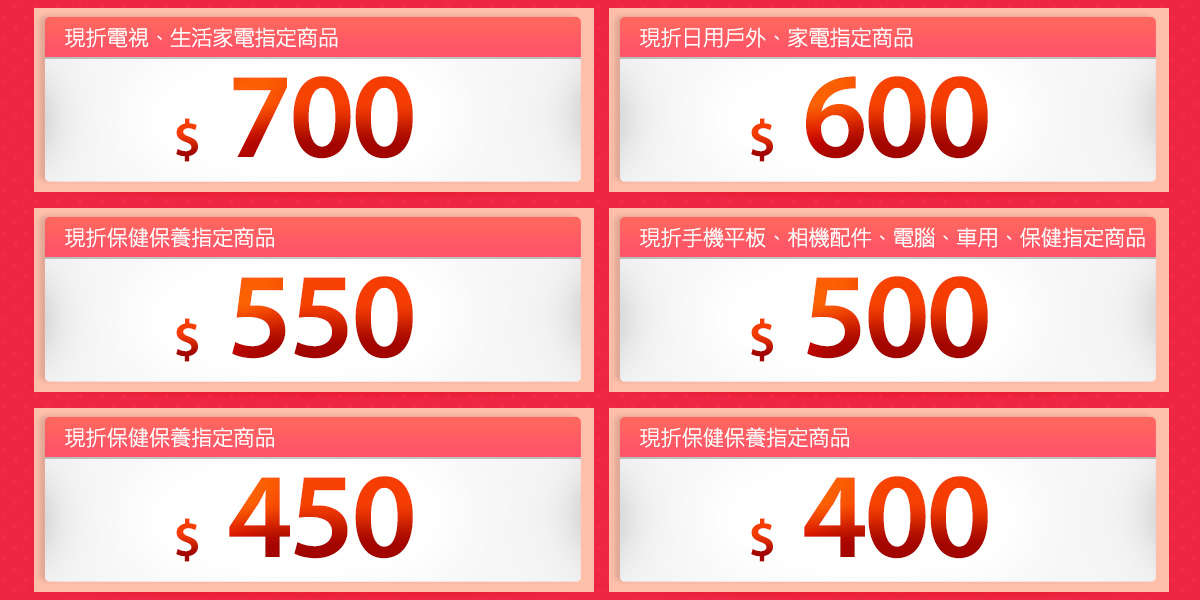 現折電視、生活家電指定商品
$ 700
現折日用戶外、家電指定商品
$ 600
現折保健保養指定商品
$ 550
現折手機平板、相機配件、電腦、車用、保健指定商品
$ 500
現折保健保養指定商品
$ 450
現折保健保養指定商品
$ 400